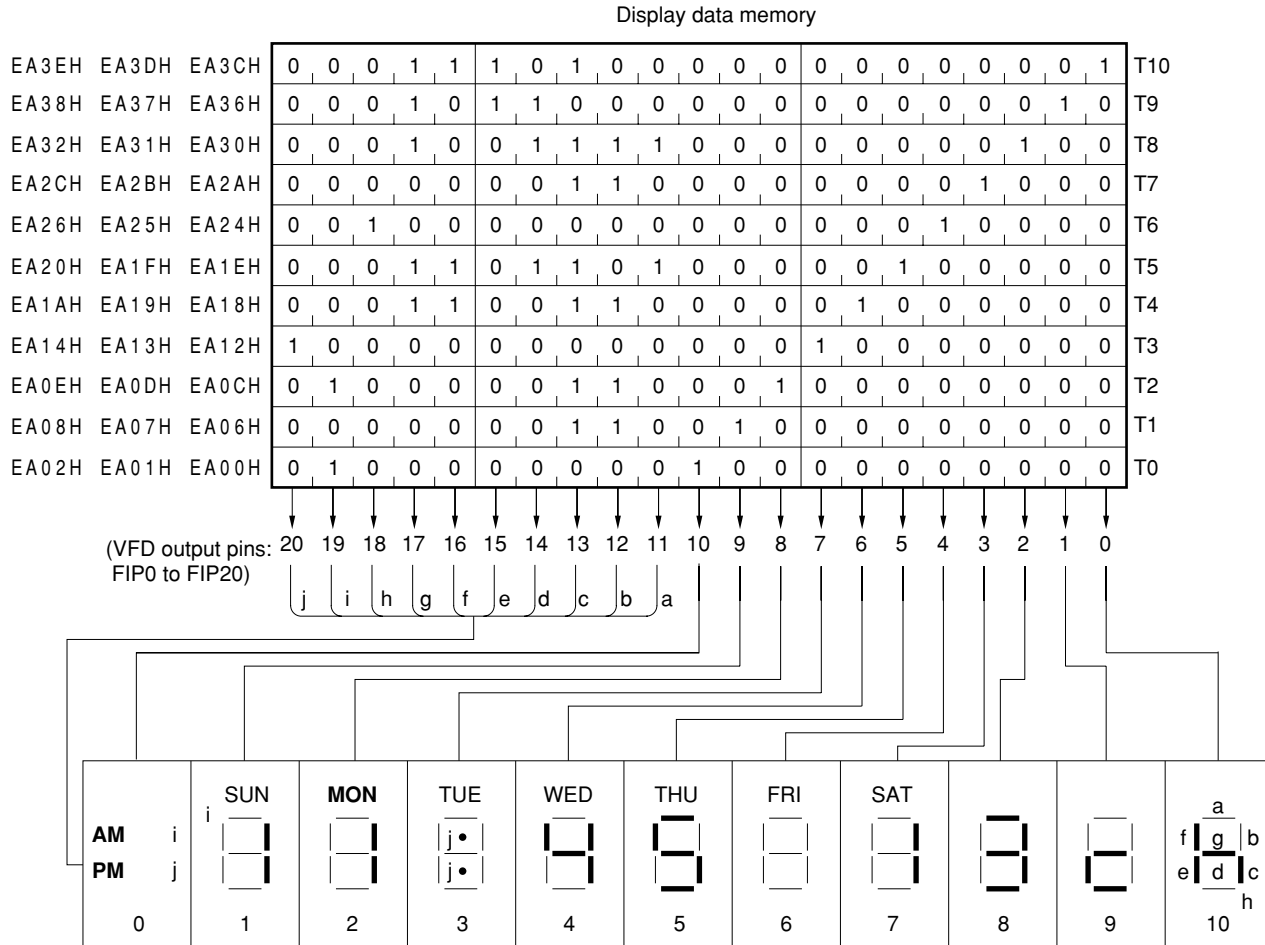 Display data memory
EA3EH EA3DH EA3CH 0 0 0 1 1 1 0 1 0 0 0 0 0 0 0 0 0 0 0 0 1 T10
EA38H EA37H EA36H 0 0 0 1 0 1 1 0 0 0 0 0 0 0 0 0 0 0 0 1 0 T9
EA32H EA31H EA30H 0 0 0 1 0 0 1 1 1 1 0 0 0 0 0 0 0 0 1 0 0 T8
EA2CH EA2BH EA2AH 0 0 0 0 0 0 0 1 1 0 0 0 0 0 0 0 0 1 0 0 0 T7
EA26H EA25H EA24H 0 0 1 0 0 0 0 0 0 0 0 0 0 0 0 0 1 0 0 0 0 T6
EA20H EA1FH EA1EH 0 0 0 1 1 0 1 1 0 1 0 0 0 0 0 1 0 0 0 0 0 T5
EA1AH EA19H EA18H 0 0 0 1 1 0 0 1 1 0 0 0 0 0 1 0 0 0 0 0 0 T4
EA14H EA13H EA12H 1 0 0 0 0 0 0 0 0 0 0 0 0 1 0 0 0 0 0 0 0 T3
EA0EH EA0DH EA0CH 0 1 0 0 0 0 0 1 1 0 0 0 1 0 0 0 0 0 0 0 0 T2
EA08H EA07H EA06H 0 0 0 0 0 0 0 1 1 0 0 1 0 0 0 0 0 0 0 0 0 T1
EA02H EA01H EA00H 0 1 0 0 0 0 0 0 0 0 1 0 0 0 0 0 0 0 0 0 0 T0
(VFD output pins: 20 19 18 17 16 15 14 13 12 11 10 9 8 7 6 5 4 3 2 1 0
FIP0 to FIP20)
j i h g f e d c b a
SUN MON TUE WED THU FRI SAT
i
a
AM i j f g b
PM j j e d c
h
0 1 2 3 4 5 6 7 8 9 10